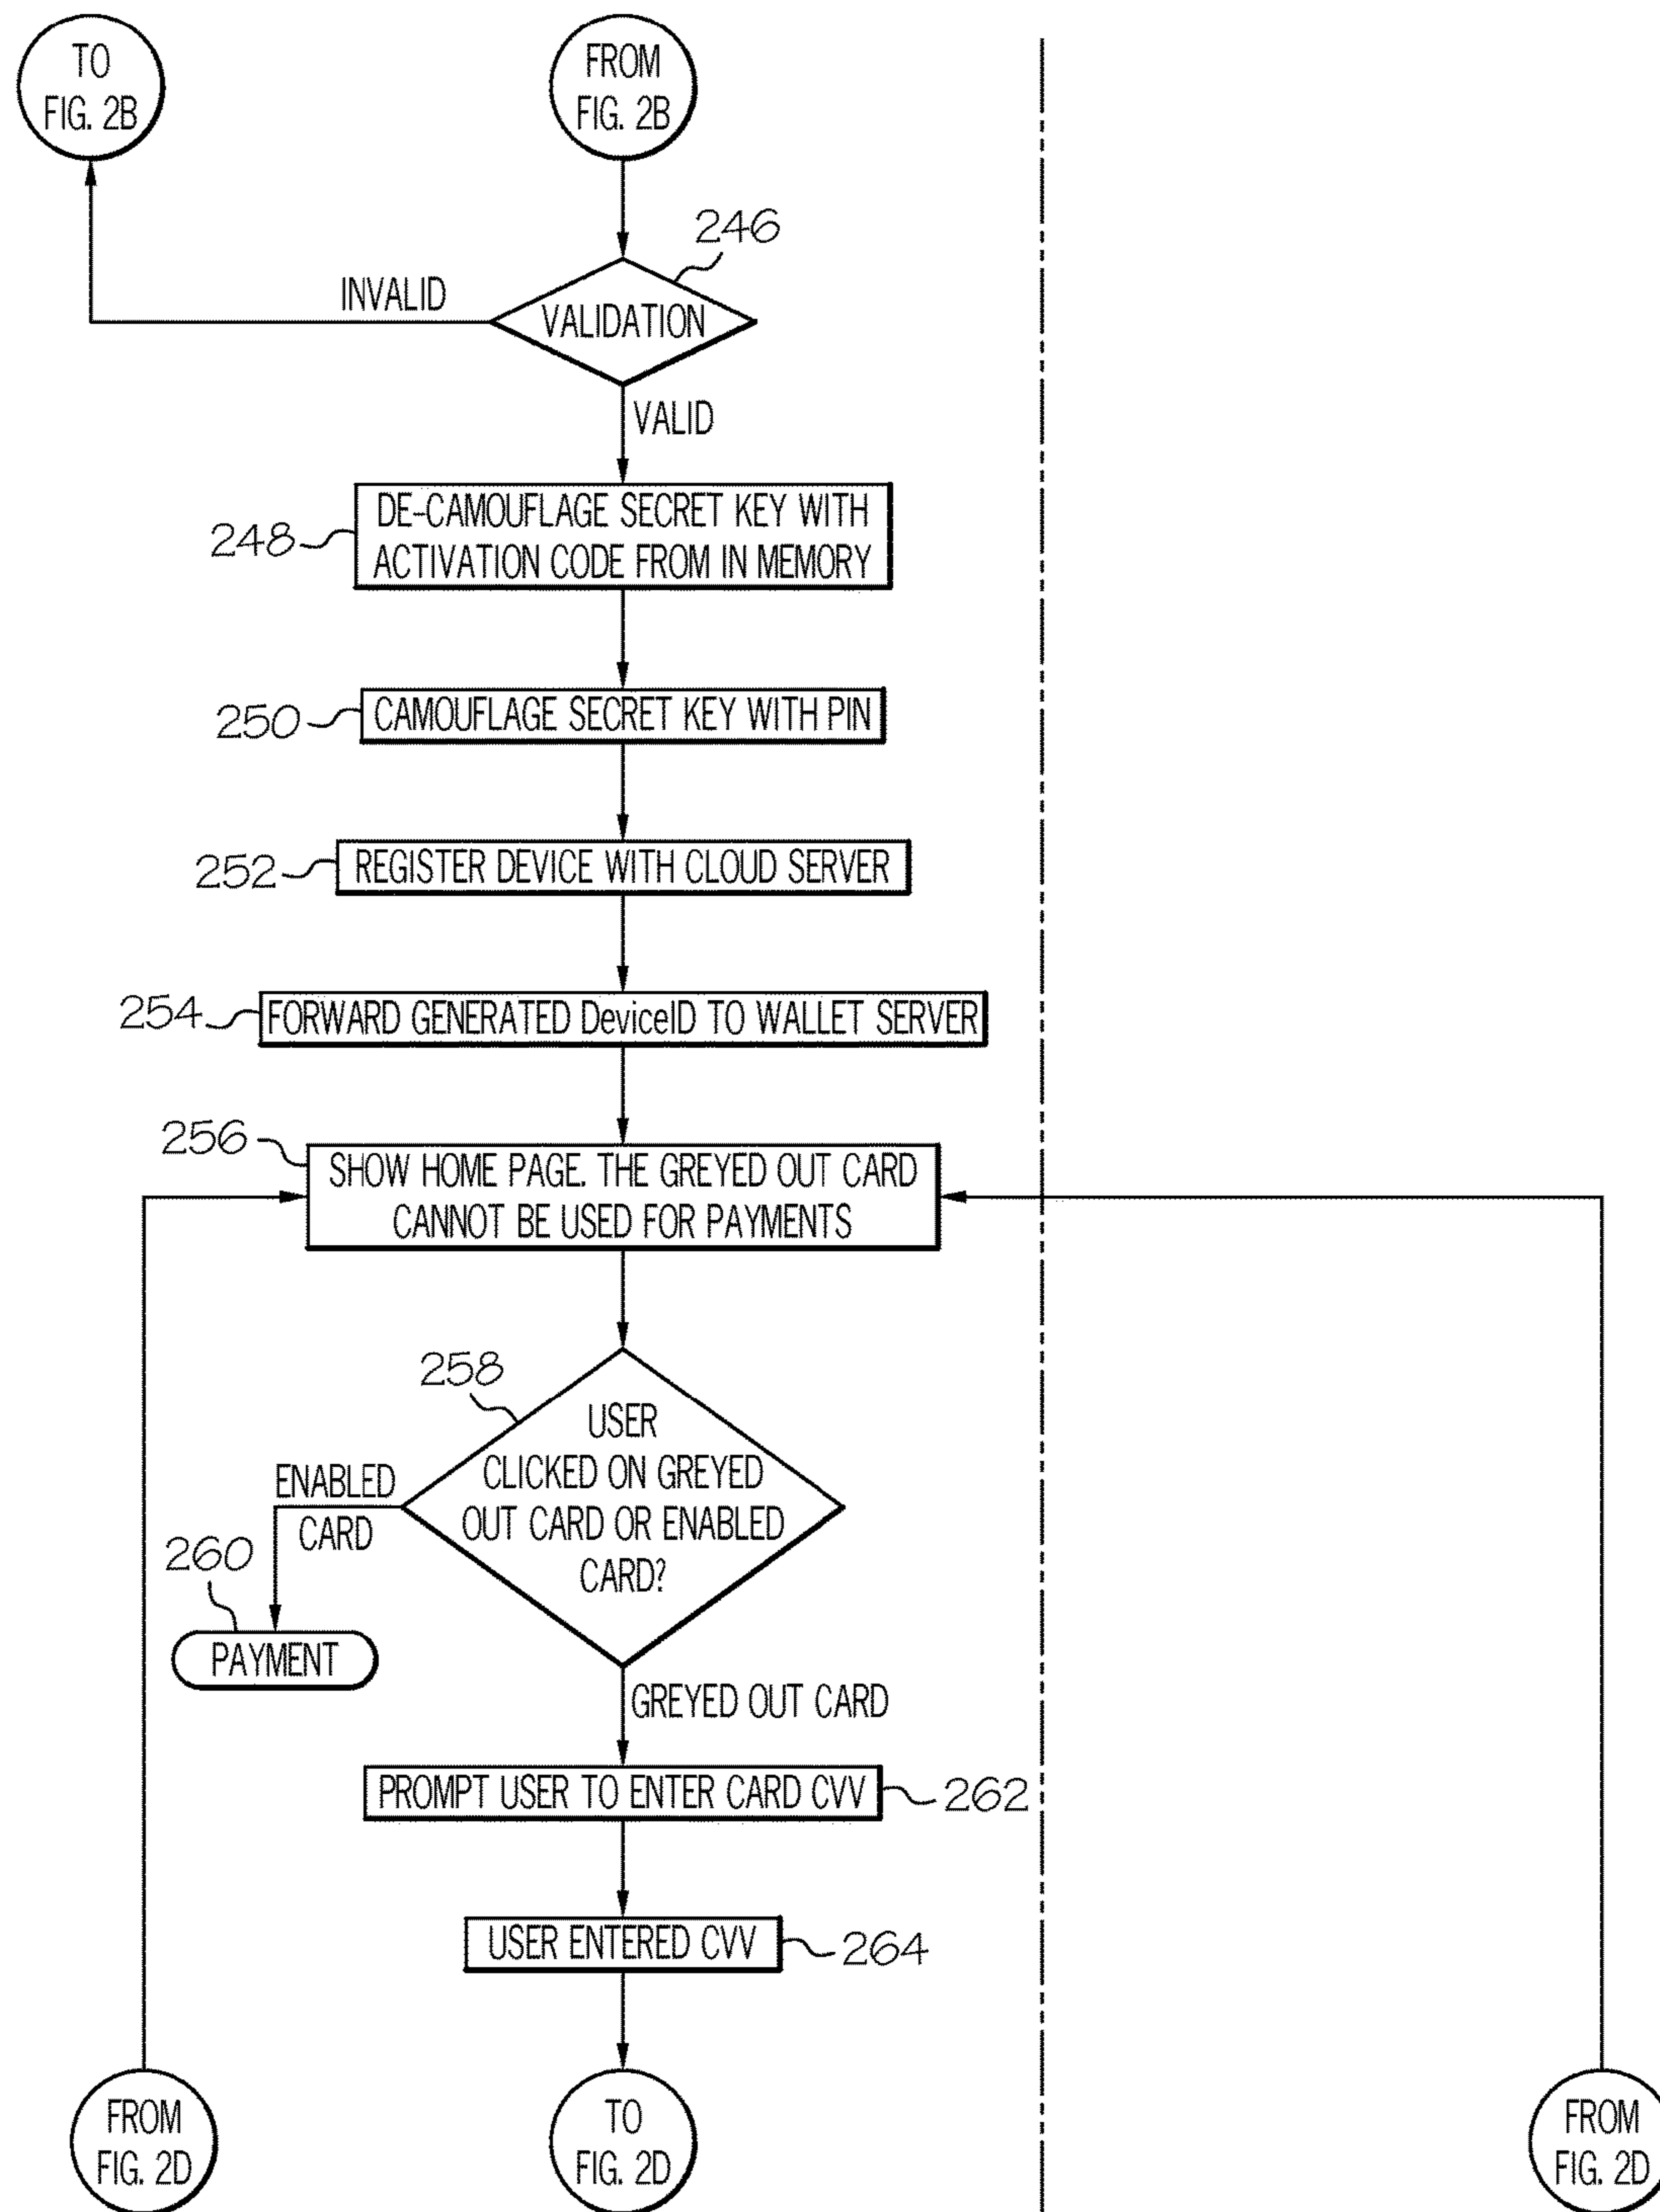 TO
FIG. 2B
FROM
FIG. 2B
246
INVALID
VALIDATION
VALID
248
DE-CAMOUFLAGE SECRET KEY WITH
ACTIVATION CODE FROM IN MEMORY
250
CAMOUFLAGE SECRET KEY WITH PIN
252
REGISTER DEVICE WITH CLOUD SERVER
254
FORWARD GENERATED DeviceID TO WALLET SERVER
256
SHOW HOME PAGE. THE GREYED OUT CARD
CANNOT BE USED FOR PAYMENTS
258
USER
CLICKED ON GREYED
OUT CARD OR ENABLED
CARD?
ENABLED
CARD
260
PAYMENT
GREYED OUT CARD
PROMPT USER TO ENTER CARD CVV
262
USER ENTERED CVV
264
FROM
FIG. 2D
TO
FIG. 2D
FROM
FIG. 2D